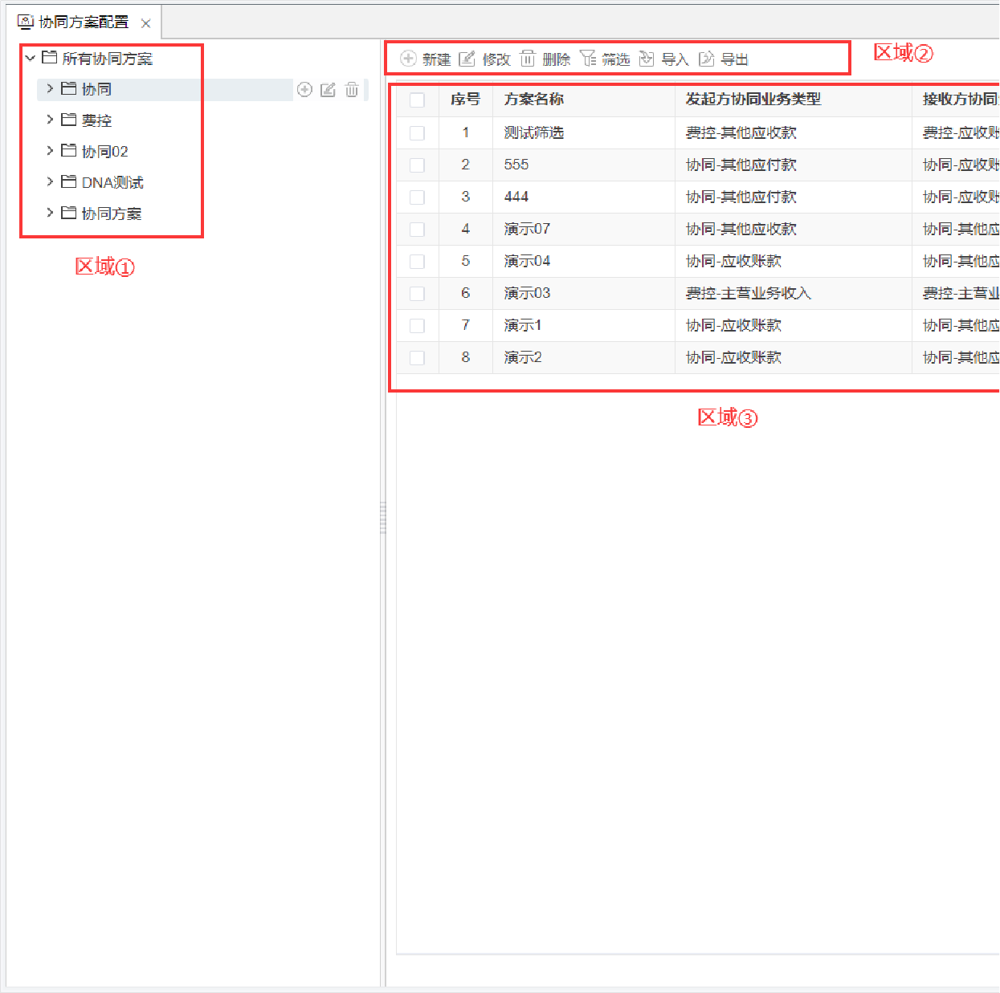 协同方案配置
所有协同方案
协同
费控
协同02
DNA测试
协同方案
区域①
新建 修改 删除 筛选 导入 导出
区域②
序号 方案名称 发起方协同业务类型 接收方协同
1 测试筛选 费控-其他应收款 费控-应收账
2 555 协同-其他应付款 协同-应收账
3 444 协同-其他应付款 协同-应收账
4 演示07 协同-其他应收款 协同-其他应
5 演示04 协同-应收账款 协同-其他应
6 演示03 费控-主营业务收入 费控-主营业
7 演示1 协同-应收账款 协同-其他应
8 演示2 协同-应收账款 协同-其他应
区域③